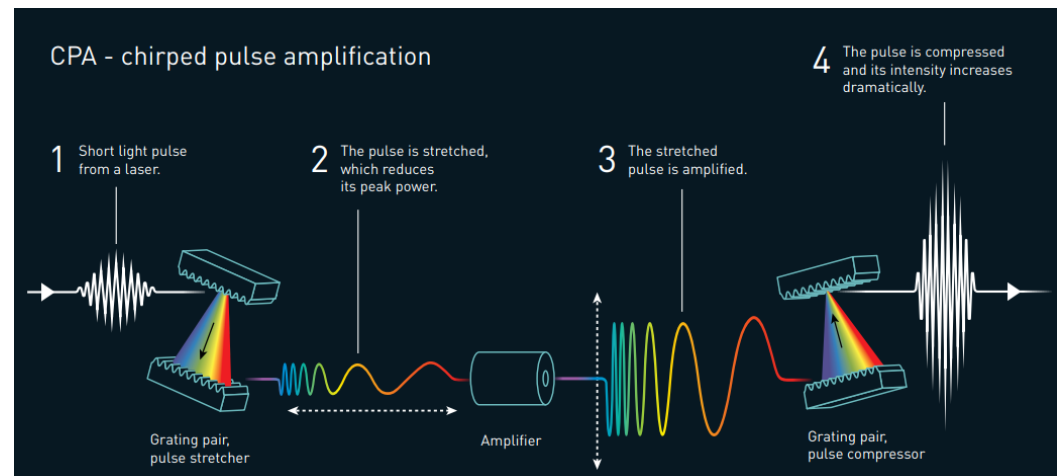 CPA - chirped pulse amplification
1 Short light pulse
from a laser.
2 The pulse is stretched,
which reduces
its peak power.
3 The stretched
pulse is amplified.
4 The pulse is compressed
and its intensity increases
dramatically.
Grating pair,
pulse stretcher
Amplifier
Grating pair,
pulse compressor